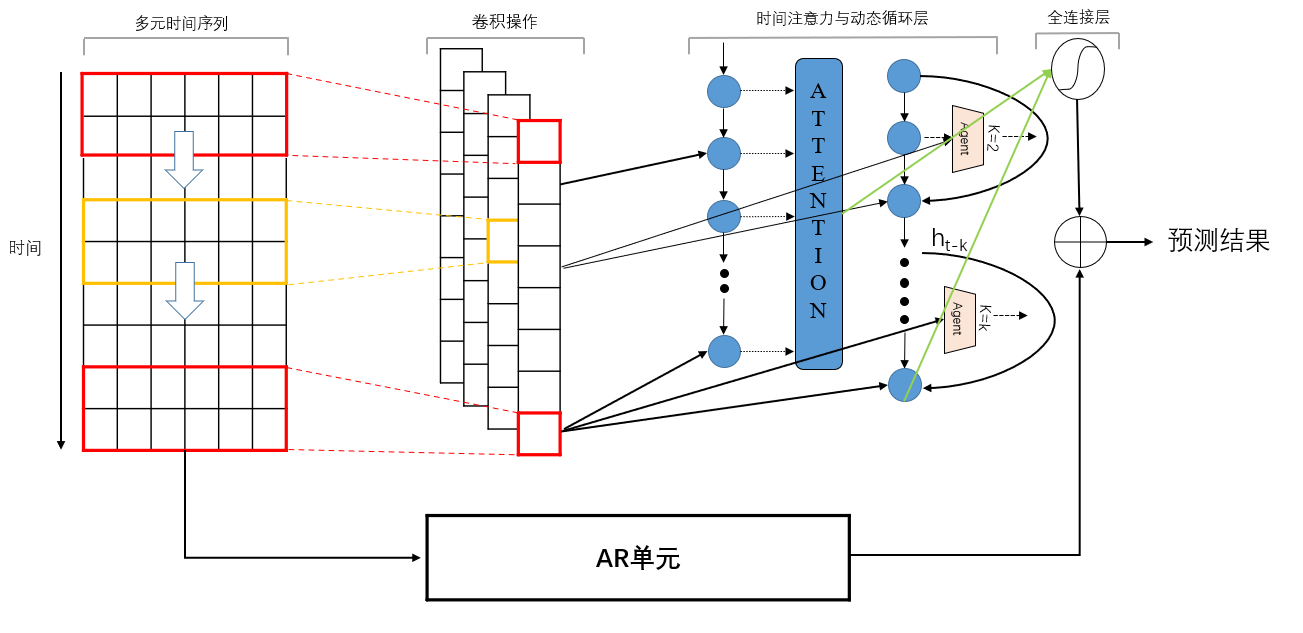 多元时间序列
卷积操作
时间注意力与动态循环层
全连接层
时间
ATTENTION
Agent
K=2
h t-k
Agent
K=k
预测结果
AR单元